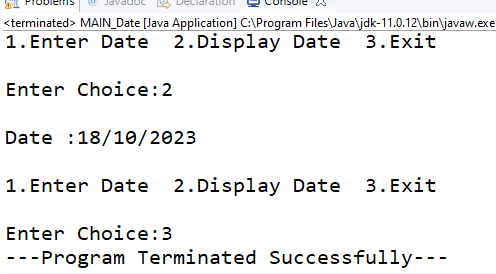 Problems @ Javadoc Declaration Console
<terminated> MAIN_Date [Java Application] C:\Program Files\Java\jdk-11.0.12\bin\javaw.exe
1.Enter Date  2.Display Date  3.Exit
Enter Choice:2
Date :18/10/2023
1.Enter Date  2.Display Date  3.Exit
Enter Choice:3
---Program Terminated Successfully---